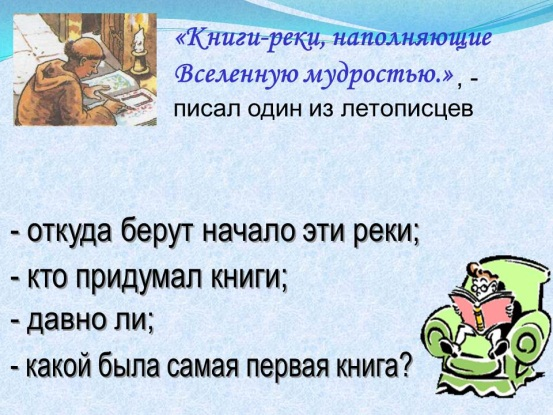 «Книги-реки, наполняющие
Вселенную мудростью.» , -
писал один из летописцев
- откуда берут начало эти реки;
- кто придумал книги;
- давно ли;
- какой была самая первая книга?